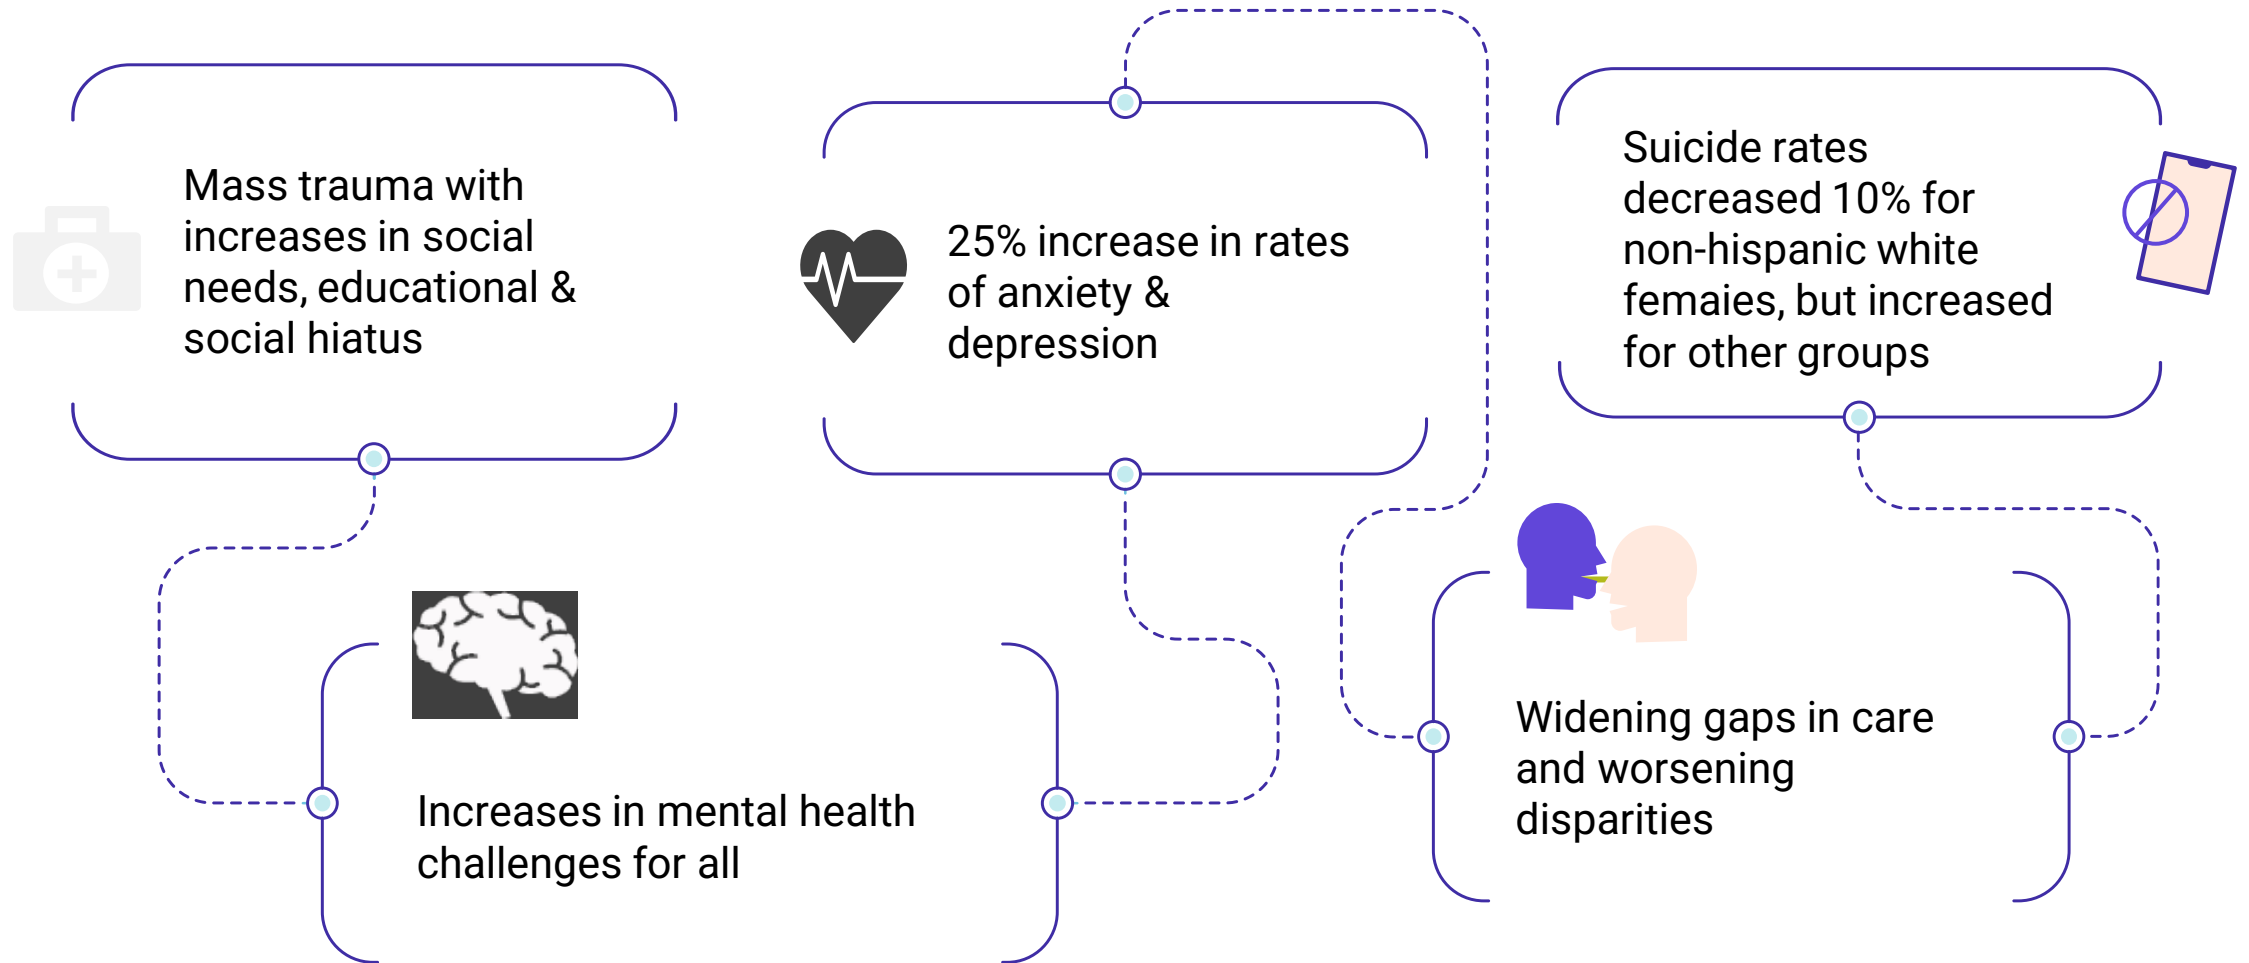 Mass trauma with
increases in social
needs, educational &
social hiatus
Increases in mental health
challenges for all
25% increase in rates
of anxiety &
depression
Widening gaps in care
and worsening
disparities
Suicide rates
decreased 10% for
non-hispanic white
femaies, but increased
for other groups